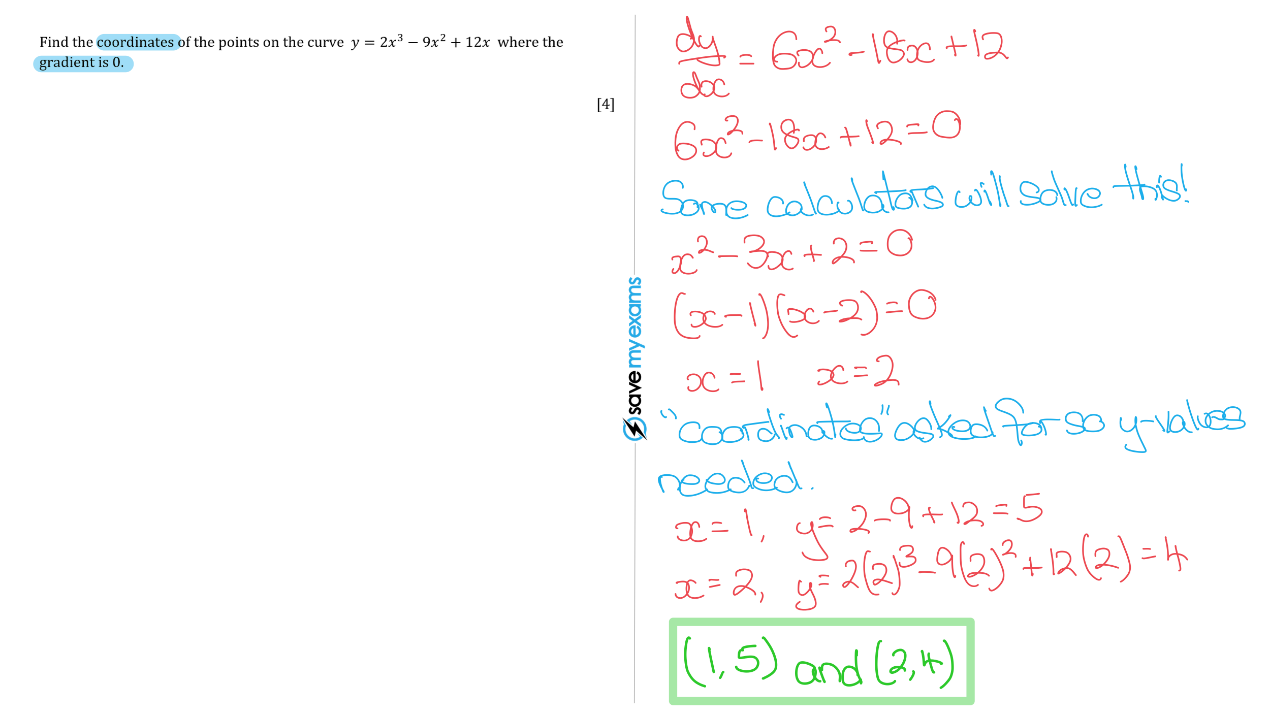 Find the coordinates of the points on the curve y = 2x³ − 9x² + 12x where the
gradient is 0.
[4]
save my exams
dy/dx = 6x² - 18x + 12
6x² - 18x + 12 = 0
Some calculators will solve this!
x² - 3x + 2 = 0
(x - 1)(x - 2) = 0
x = 1 x = 2
"coordinates" asked for so y-values
needed.
x = 1, y = 2 - 9 + 12 = 5
x = 2, y = 2(2)³ - 9(2)² + 12(2) = 4
(1, 5) and (2, 4)